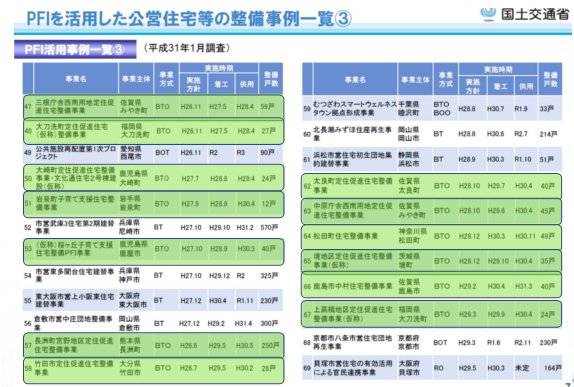 PFIを活用した公営住宅等の整備事例一覧③
国土交通省
PFI活用事例一覧③ （平成31年1月調査）
事業名 事業主体 事業方式 実施時期 整備戸数
実施方針 着工 供用
47 三根庁舎西南用地定住促進住宅整備事業 佐賀県みやき町 BTO H26.11 H27.5 H28.4 59戸
48 大刀洗町定住促進住宅（仮称）整備事業 福岡県大刀洗町 BTO H26.11 H27.5 H28.4 27戸
49 公共施設再配置第1次プロジェクト 愛知県西尾市 BOT H26.11 R2 R3 90戸
50 大崎町定住促進住宅整備事業・文化通住宅2号棟建設（仮称） 鹿児島県大崎町 BTO H27.7 H28.8 H29.4 24戸
51 岩泉町子育て支援住宅整備事業 岩手県岩泉町 BTO H27.8 H28.8 H30.4 12戸
52 市営武庫3住宅第2期建替事業 兵庫県尼崎市 BT H27.10 H29.10 H31.2 570戸
53 （仮称）桜ヶ丘子育て支援住宅整備PFI事業 鹿児島県鹿屋市 BTO H27.10 H28.9 H30.3 40戸
54 市営東多聞台住宅建替事業 兵庫県神戸市 BT H27.10 H29.12 R2 325戸
55 東大阪市営上小阪東住宅建替事業 大阪府東大阪市 BT H27.12 H30.4 R1.11 230戸
56 倉敷市営中庄団地整備事業 岡山県倉敷市 BT H27.12 H29.2 H31.4 300戸
57 長洲町宮野地区定住促進住宅整備事業 熊本県長洲町 BTO H28.6 H29.5 H30.5 250戸
58 竹田市定住促進住宅整備事業 大分県竹田市 BTO H28.7 H29.5 H30.2 28戸
事業名 事業主体 事業方式 実施時期 整備戸数
実施方針 着工 供用
59 むつざわスマートウェルネスタウン拠点形成事業 千葉県睦沢町 BTO BOO H28.8 H30.7 R1.9 33戸
60 北長瀬みずほ住座再生事業 岡山県岡山市 BT H28.8 H30.8 R2.7 214戸
61 浜松市営住宅初生団地集約建替事業 静岡県浜松市 BT H28.9 H30.3 R1.10 51戸
62 太良町定住促進住宅整備事業 佐賀県太良町 BTO H28.10 H29.7 H30.4 40戸
63 中原庁舎西南用地定住促進住宅整備事業 佐賀県みやき町 BTO H28.10 H29.6 H30.4 45戸
64 松田町住宅整備事業 神奈川県松田町 BTO H28.12 H30.3 H30.11 49戸
65 境地区定住促進住宅整備事業（仮称） 茨城県境町 BTO H28.12 H29.6 H30.4 35戸
66 鹿島市中村住宅整備事業 佐賀県鹿島市 BTO H29.2 H30.4 H31.3 40戸
67 上高橋地区定住促進住宅整備事業（仮称） 福岡県大刀洗町 BTO H29.3 H29.9 H30.4 24戸
68 京都市八条市営住宅団地再生事業 京都府京都市 BOT H29.3 R1.6 R2.11 230戸
69 貝塚市営住宅の有効活用による官民連携事業 大阪府貝塚市 RO H29.5 H30.3 未定 164戸